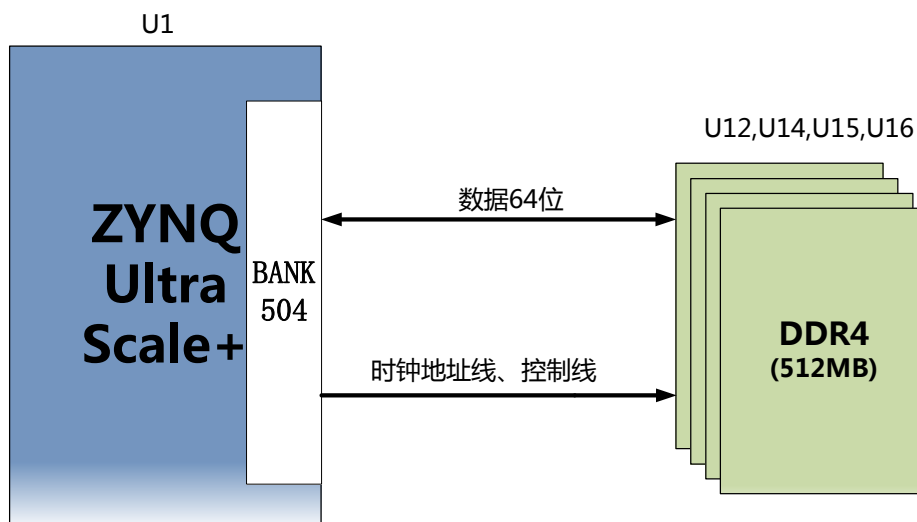 U1
U12,U14,U15,U16
数据64位
ZYNQ
Ultra
Scale+
BANK
504
时钟地址线、控制线
DDR4
(512MB)